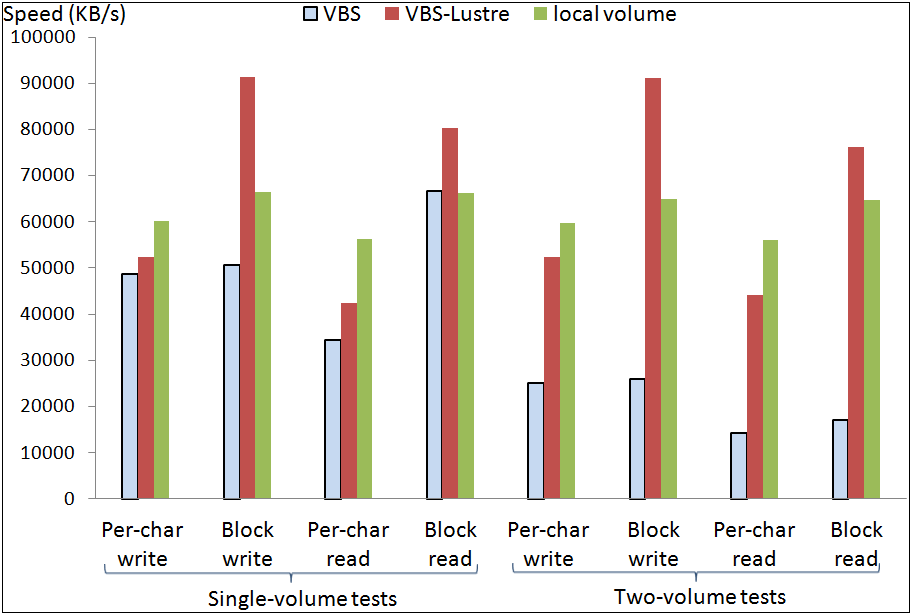 Speed (KB/s) VBS VBS-Lustre local volume
100000
90000
80000
70000
60000
50000
40000
30000
20000
10000
0
Per-char Block Per-char Block Per-char Block Per-char Block
write write read read write write read read
Single-volume tests Two-volume tests